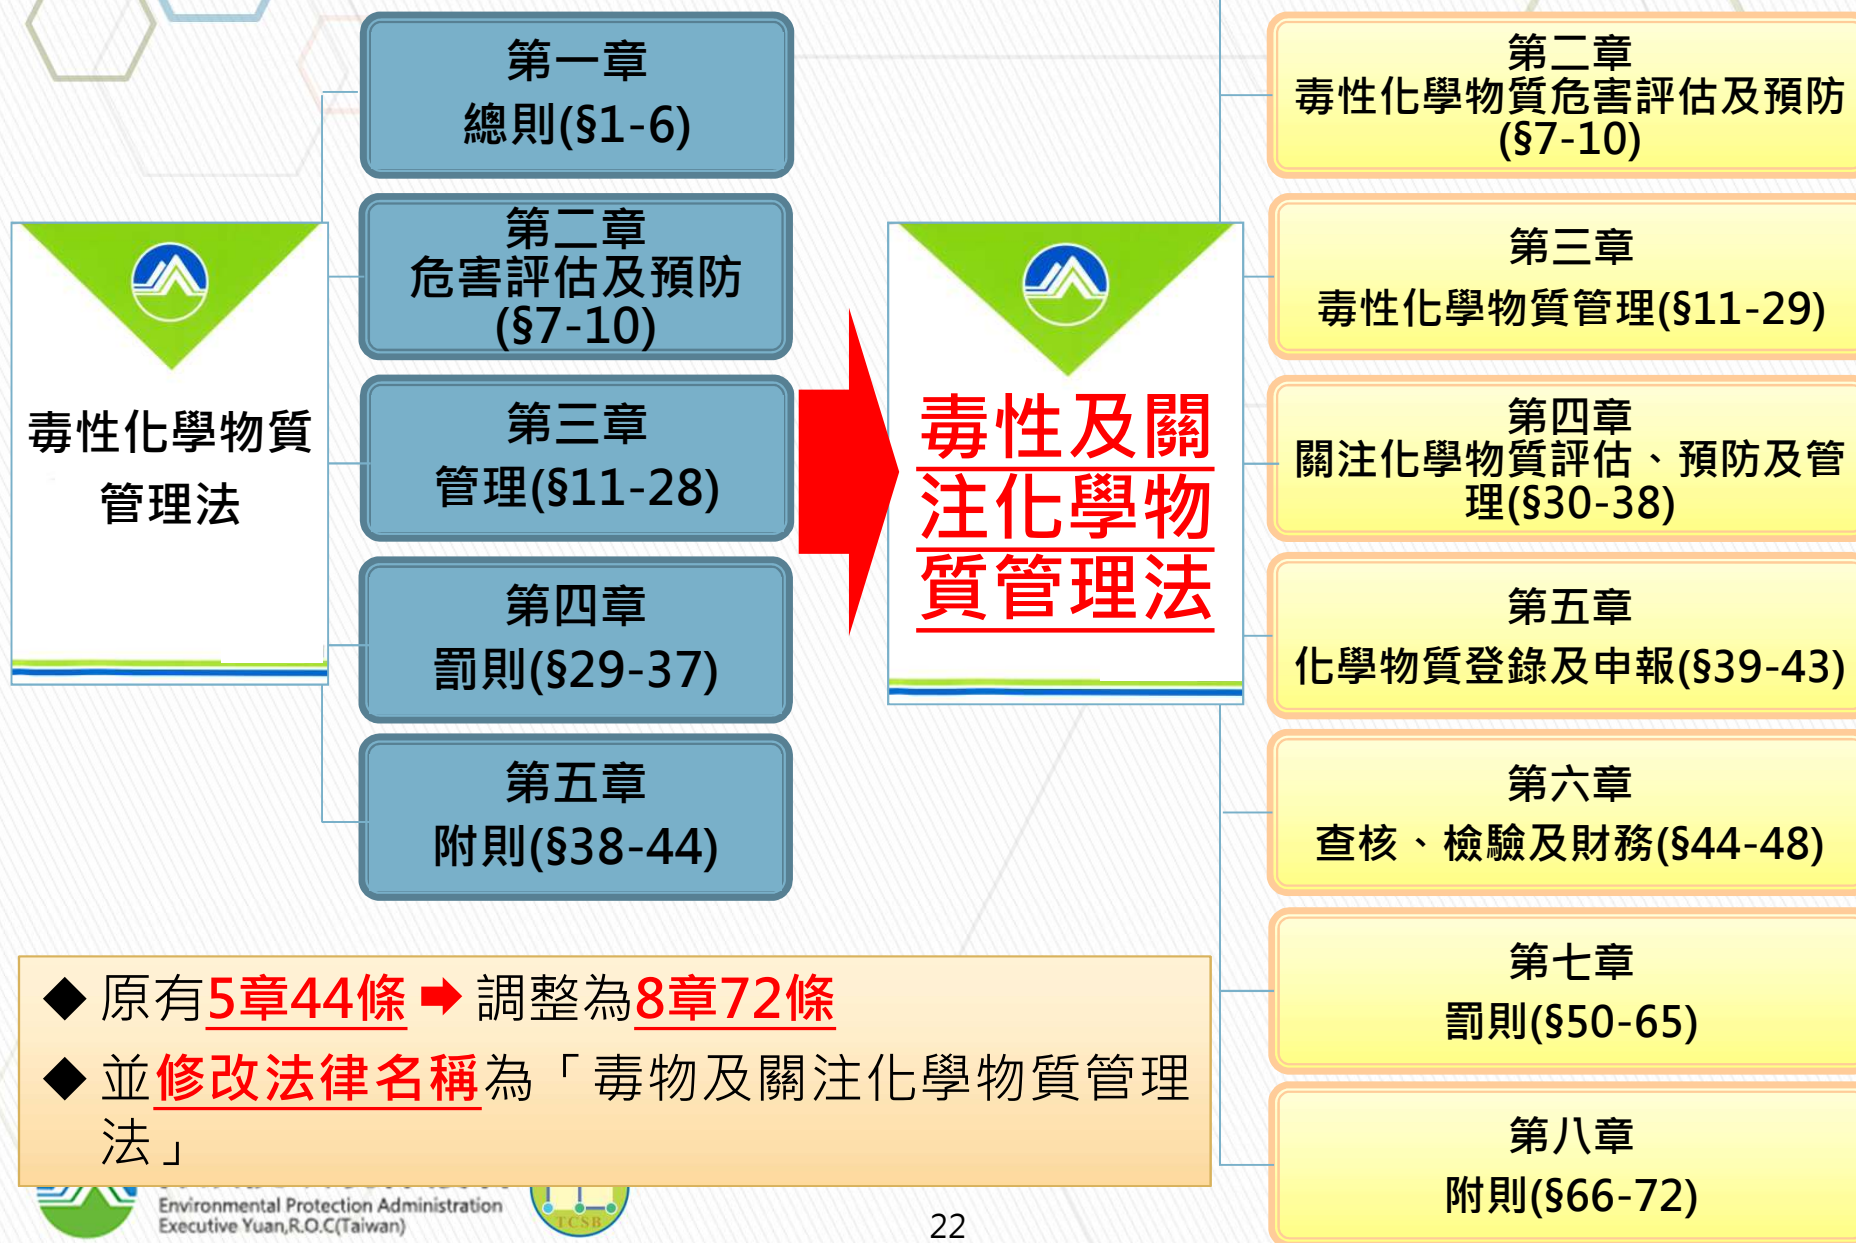 毒性化學物質
管理法
第一章
總則(§1-6)
第二章
危害評估及預防
(§7-10)
第三章
管理(§11-28)
第四章
罰則(§29-37)
第五章
附則(§38-44)
毒性及關
注化學物
質管理法
第二章
毒性化學物質危害評估及預防
(§7-10)
第三章
毒性化學物質管理(§11-29)
第四章
關注化學物質評估、預防及管
理(§30-38)
第五章
化學物質登錄及申報(§39-43)
第六章
查核、檢驗及財務(§44-48)
第七章
罰則(§50-65)
第八章
附則(§66-72)
◆ 原有5章44條➡調整為8章72條
◆ 並修改法律名稱為「毒物及關注化學物質管理
法」
Environmental Protection Administration
Executive Yuan,R.O.C(Taiwan)
TCSB
22